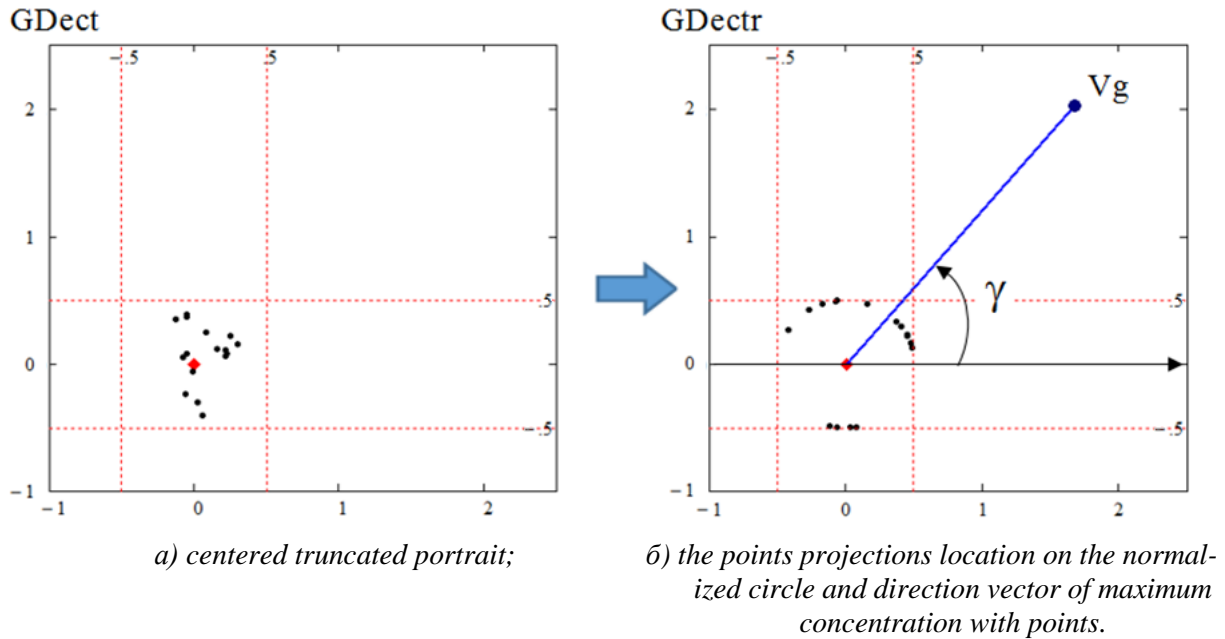 GDect
GDectr
−.5
.5
−.5
.5
Vg
2
2
1
1
γ
.5
.5
0
0
−.5
−.5
−1
−1
−1
0
1
2
0
1
2
а) centered truncated portrait;
б) the points projections location on the normal-
ized circle and direction vector of maximum
concentration with points.